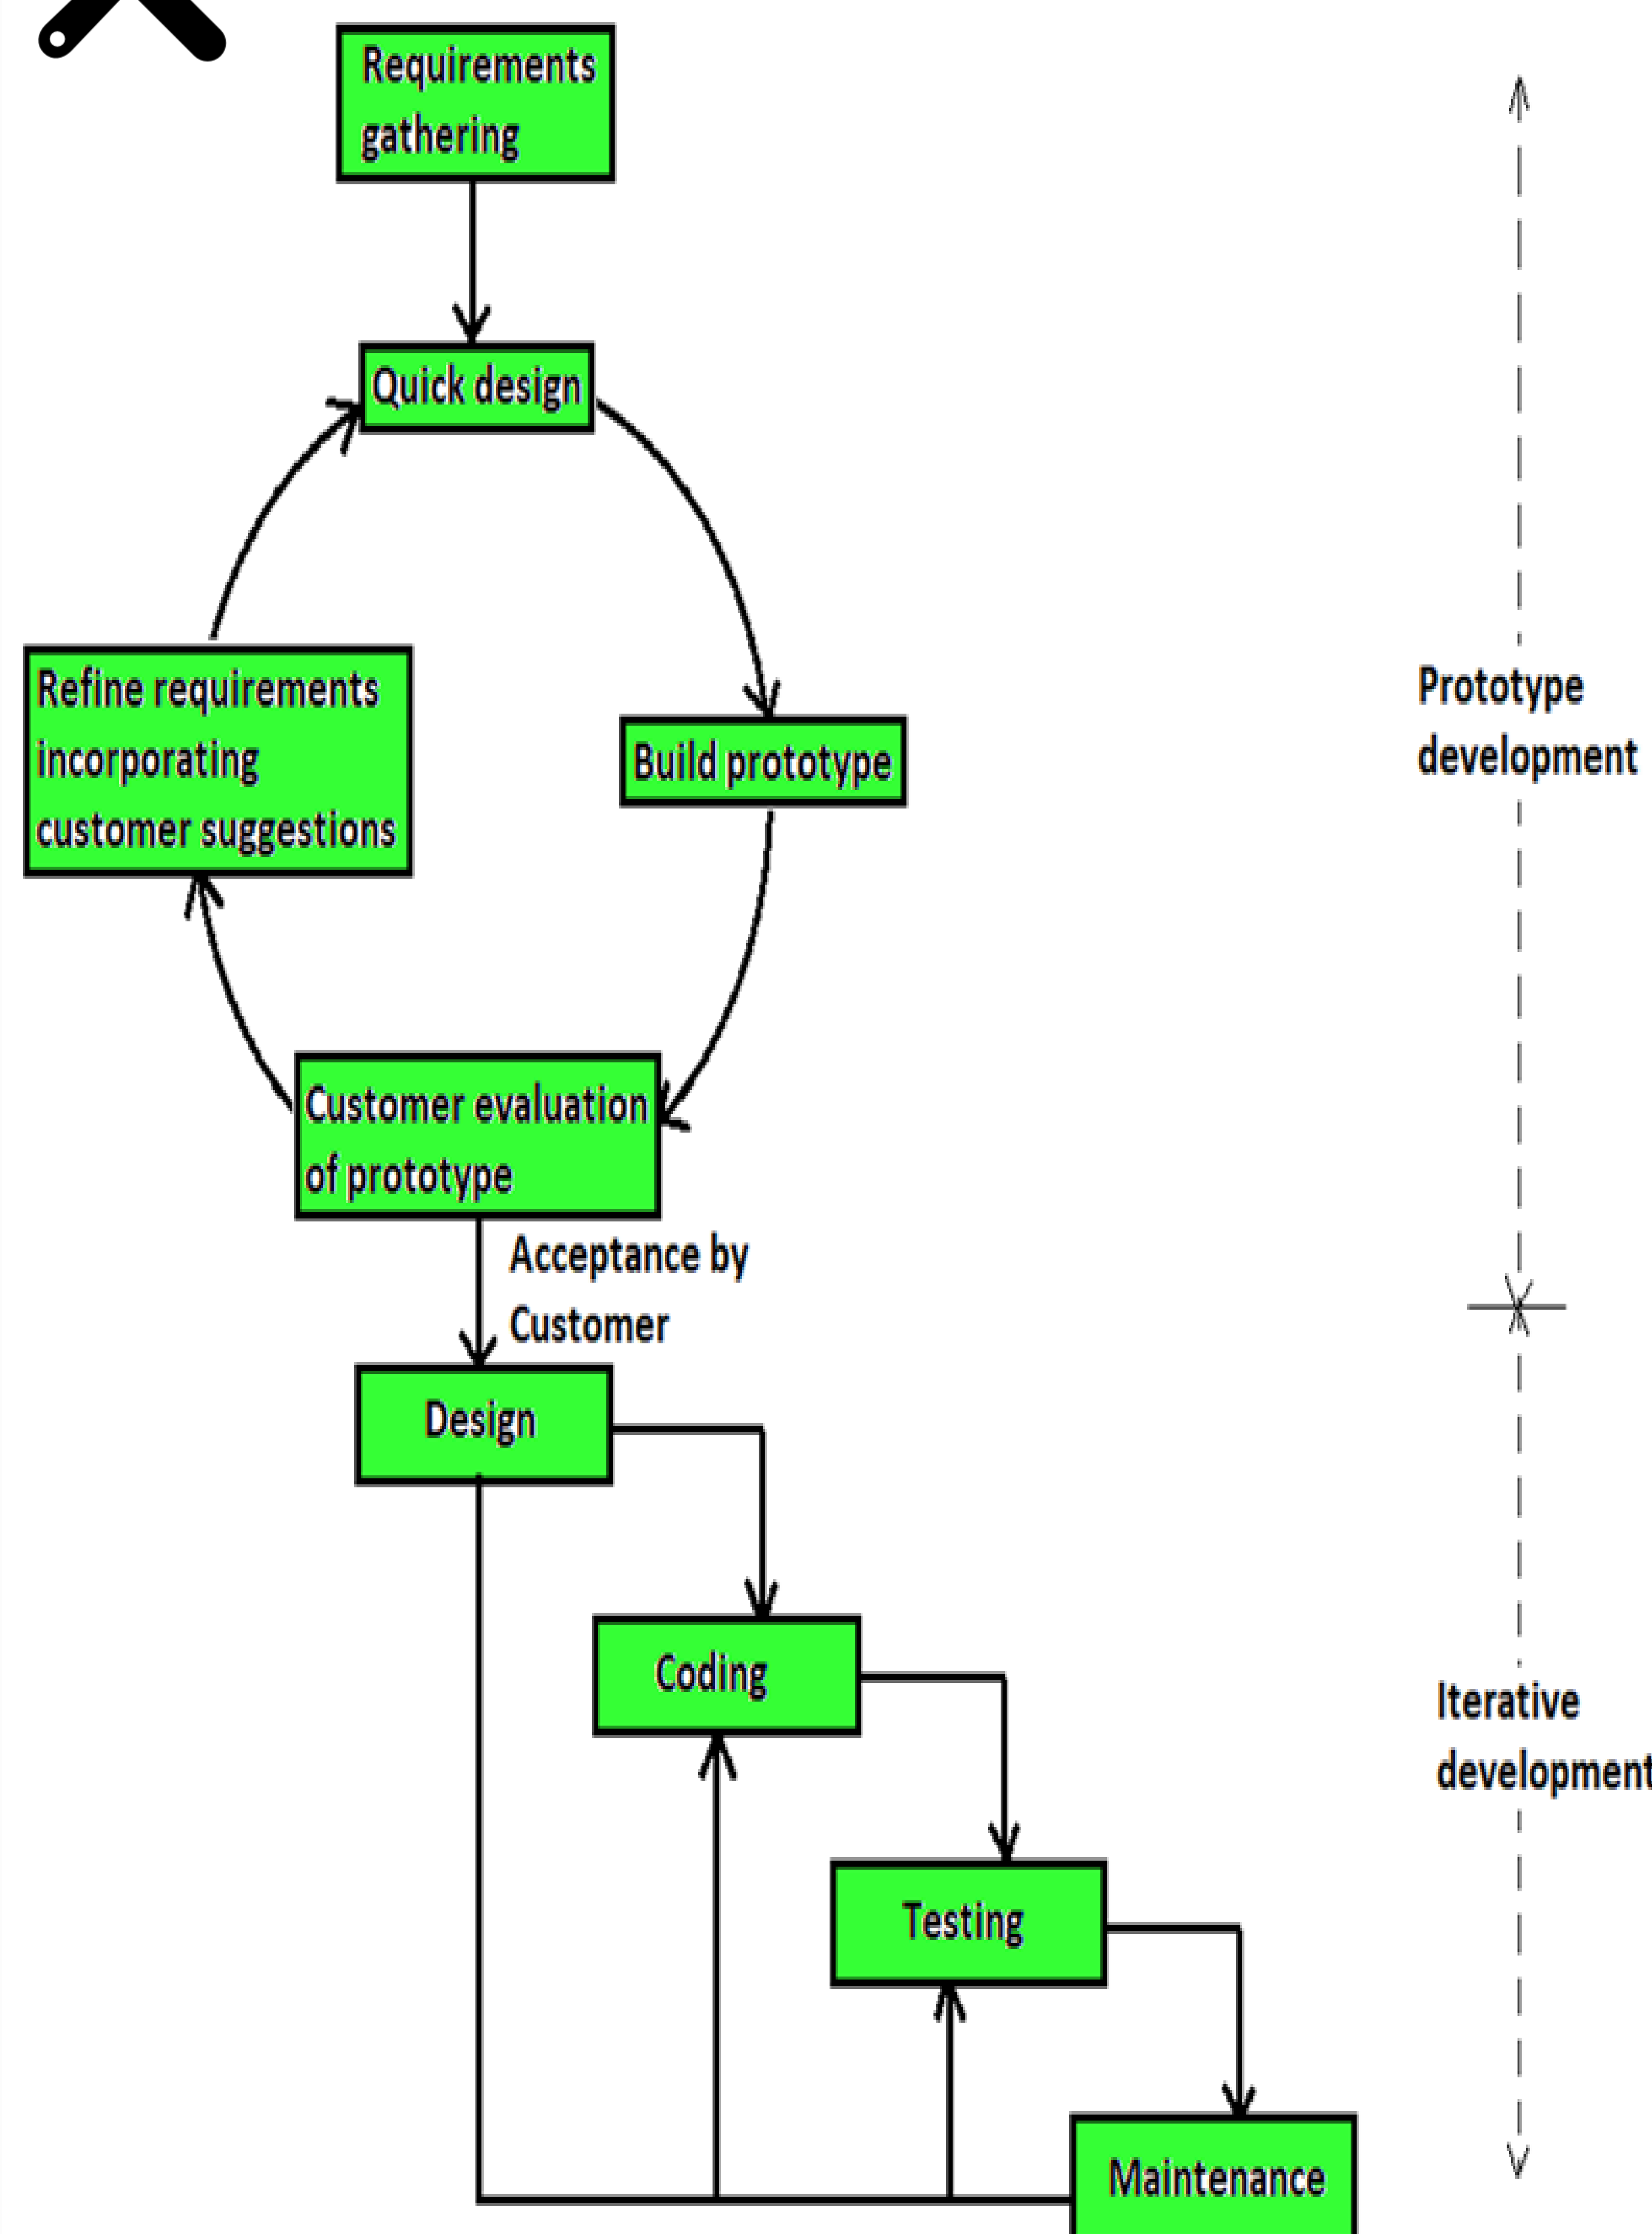 Requirements
gathering
Quick design
Refine requirements
incorporating
customer suggestions
Build prototype
Prototype
development
Customer evaluation
of prototype
Acceptance by
Customer
Design
Coding
Iterative
development
Testing
Maintenance